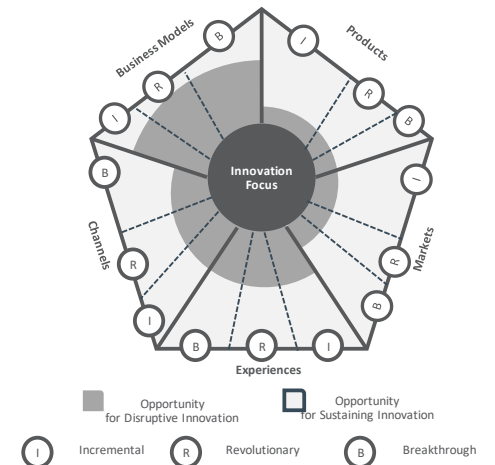 Business Models
B
R
I
Products
I
R
B
Innovation
Focus
Channels
B
R
I
Markets
I
R
B
B
R
I
Experiences
Opportunity
for Disruptive Innovation
Opportunity
for Sustaining Innovation
I Incremental
R Revolutionary
B Breakthrough